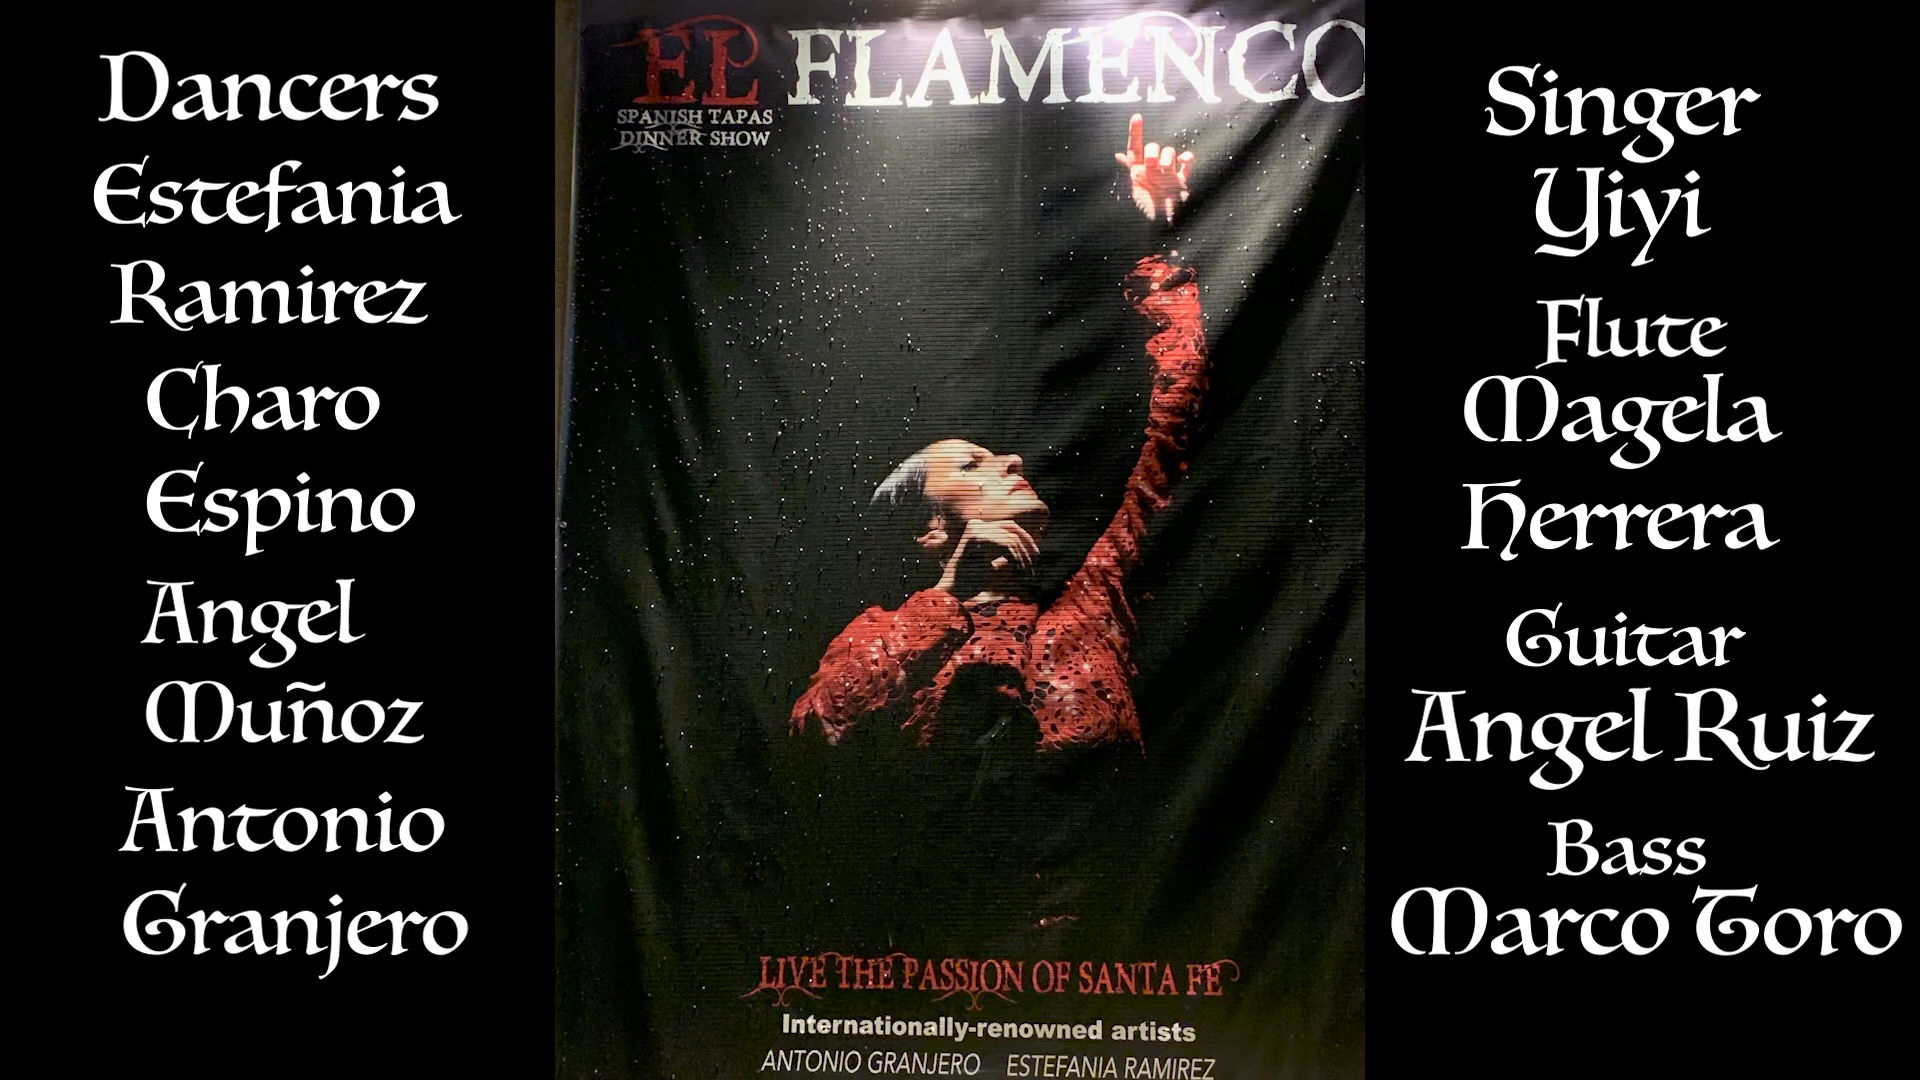 Dancers
Estefania
Ramirez
Charo
Espino
Angel
Muñoz
Antonio
Granjero
EL FLAMENCO
SPANISH TAPAS
DINNER SHOW
LIVE THE PASSION OF SANTA FE
Internationally-renowned artists
ANTONIO GRANJERO ESTEFANIA RAMIREZ
Singer
Yiyi
Flute
Magela
Herrera
Guitar
Angel Ruiz
Bass
Marco Toro